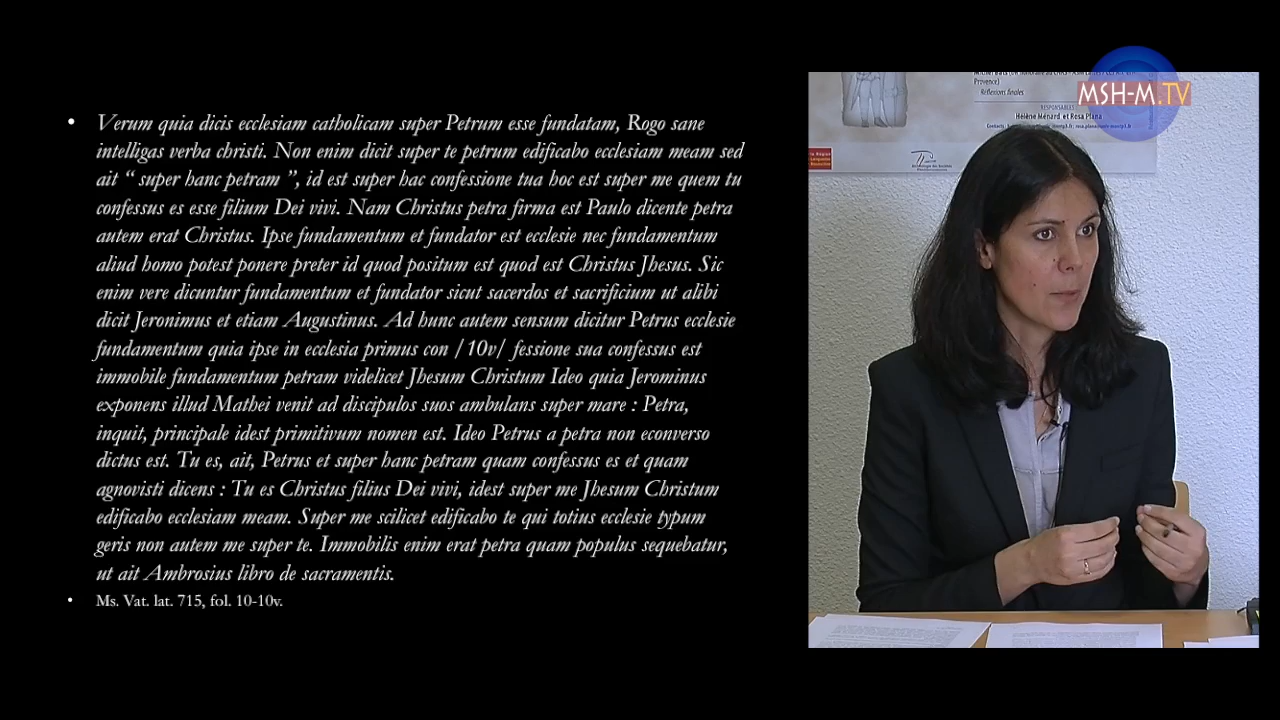 • Verum quia dicis ecclesiam catholicam super Petrum esse fundatam, Rogo sane
intelligas verba christi. Non enim dicit super te petrum edificabo ecclesiam meam sed
ait “ super hanc petram ”, id est super hac confessione tua hoc est super me quem tu
confessus es esse filium Dei vivi. Nam Christus petra firma est Paulo dicente petra
autem erat Christus. Ipse fundamentum et fundator est ecclesie nec fundamentum
aliud homo potest ponere preter id quod positum est quod est Christus Jhesus. Sic
enim vere dicuntur fundamentum et fundator sicut sacerdos et sacrificium ut alibi
dicit Jeronimus et etiam Augustinus. Ad hunc autem sensum dicitur Petrus ecclesie
fundamentum quia ipse in ecclesia primus con /10v/ fessione sua confessus est
immobile fundamentum petram videlicet Jhesum Christum Ideo quia Jerominus
exponens illud Mathei venit ad discipulos suos ambulans super mare : Petra,
inquit, principale idest primitivum nomen est. Ideo Petrus a petra non econverso
dictus est. Tu es, ait, Petrus et super hanc petram quam confessus es et quam
agnovisti dicens : Tu es Christus filius Dei vivi, idest super me Jhesum Christum
edificabo ecclesiam meam. Super me scilicet edificabo te qui totius ecclesie typum
geris non autem me super te. Immobilis enim erat petra quam populus sequebatur,
ut ait Ambrosius libro de sacramentis.
• Ms. Vat. lat. 715, fol. 10-10v.
MSH-M.TV
Provence)
Réflexions finales
RESPONSABLES
Hélène Ménard et Rosa Plana